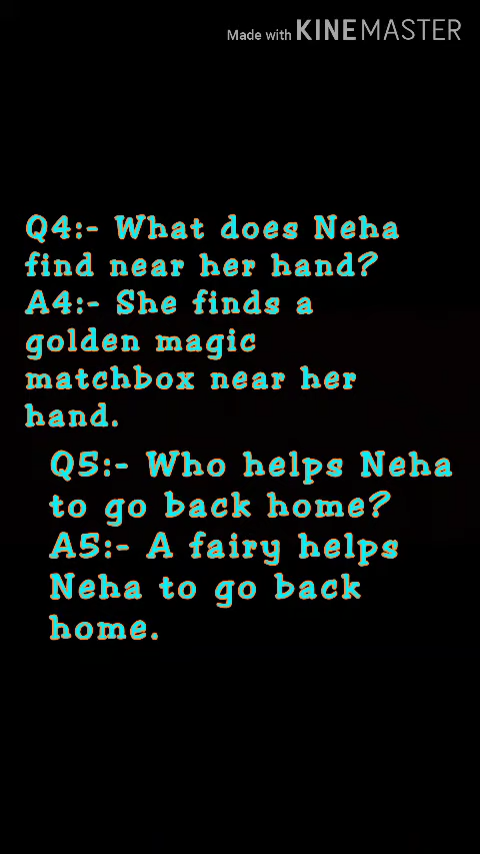 Made with KINEMASTER
Q4:- What does Neha
find near her hand?
A4:- She finds a
golden magic
matchbox near her
hand.
Q5:- Who helps Neha
to go back home?
A5:- A fairy helps
Neha to go back
home.